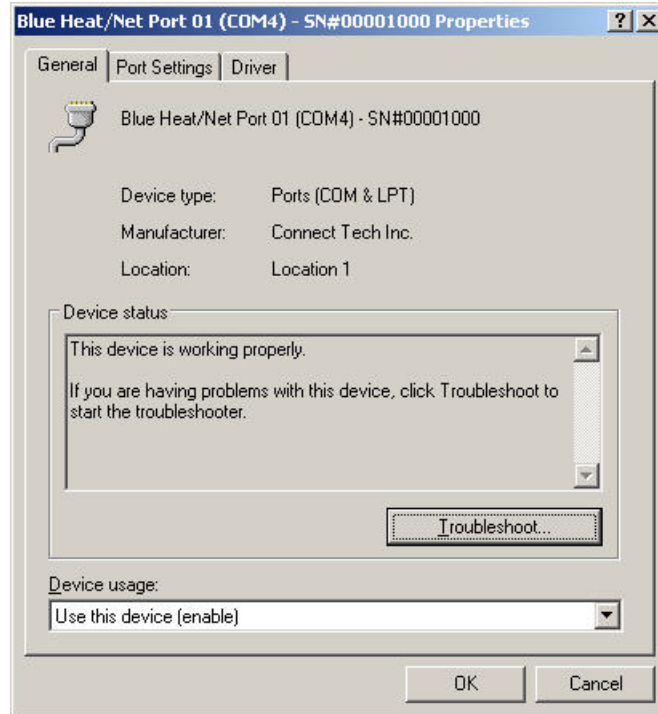 Blue Heat/Net Port 01 (COM4) - SN#00001000 Properties
General Port Settings Driver
Blue Heat/Net Port 01 (COM4) - SN#00001000
Device type: Ports (COM & LPT)
Manufacturer: Connect Tech Inc.
Location: Location 1
Device status
This device is working properly.
If you are having problems with this device, click Troubleshoot to
start the troubleshooter.
Troubleshoot...
Device usage:
Use this device (enable)
OK Cancel